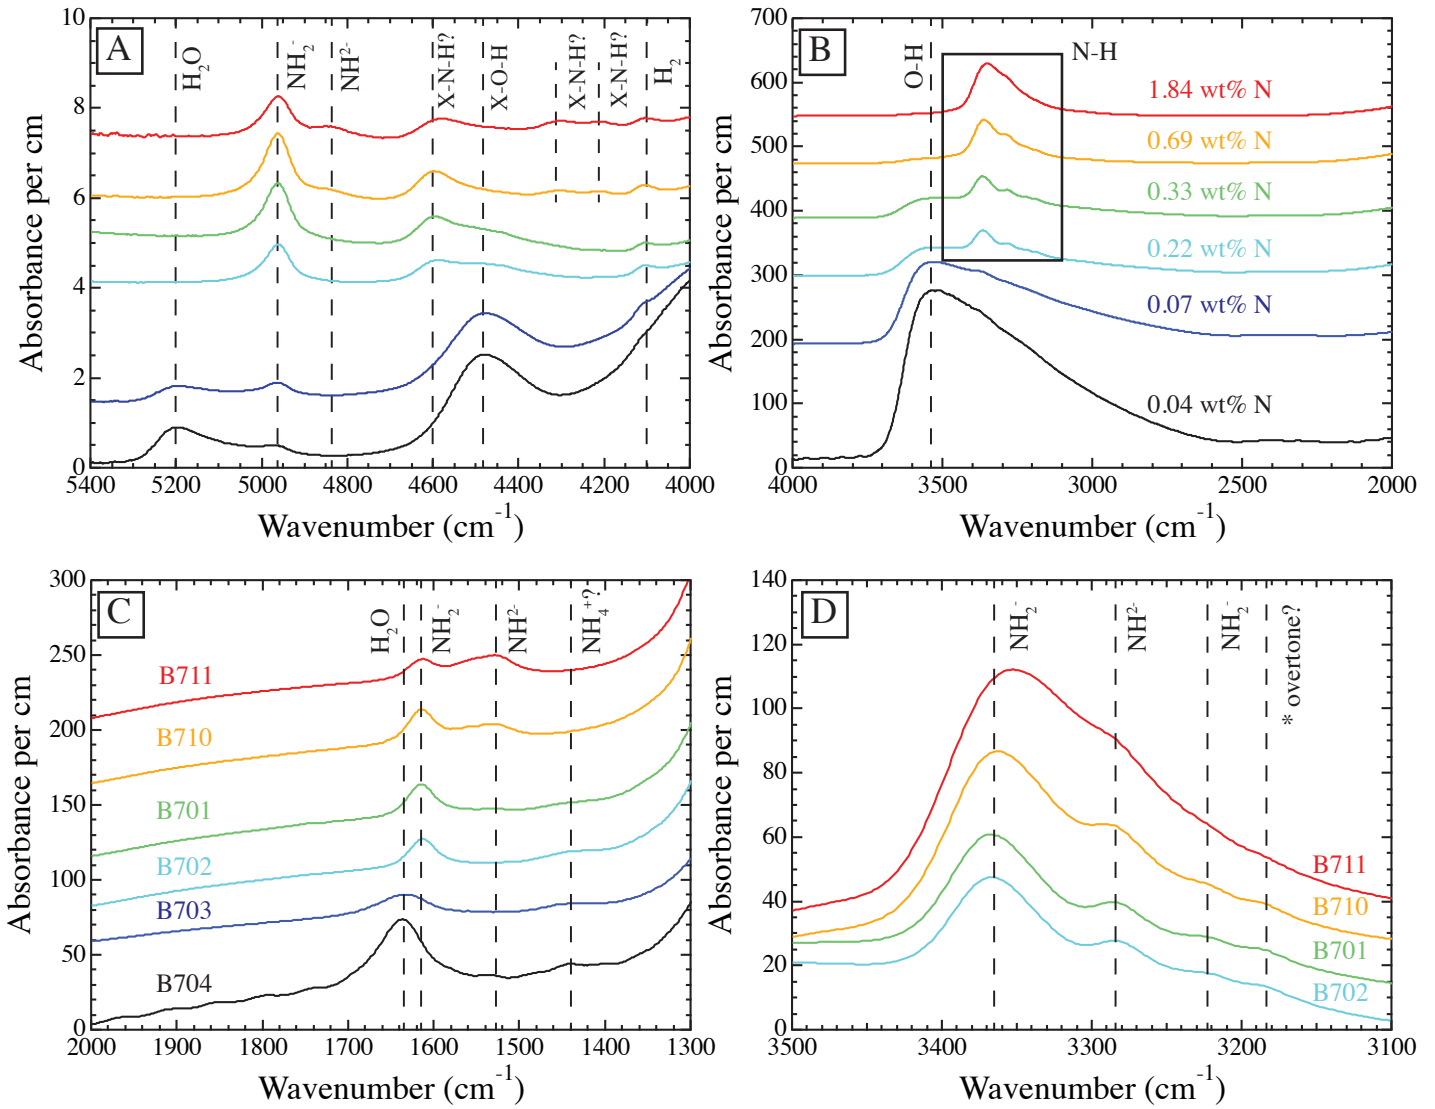 A
H₂O
NH₂⁻
NH²⁻
X-N-H?
X-O-H
X-N-H?
X-N-H?
H₂
10
8
6
4
2
0
Absorbance per cm
5400
5200
5000
4800
4600
4400
4200
4000
Wavenumber (cm⁻¹)
B
O-H
N-H
1.84 wt% N
0.69 wt% N
0.33 wt% N
0.22 wt% N
0.07 wt% N
0.04 wt% N
700
600
500
400
300
200
100
0
Absorbance per cm
4000
3500
3000
2500
2000
Wavenumber (cm⁻¹)
C
H₂O
NH₂⁻
NH²⁻
NH₄⁺?
B711
B710
B701
B702
B703
B704
300
250
200
150
100
50
0
Absorbance per cm
2000
1900
1800
1700
1600
1500
1400
1300
Wavenumber (cm⁻¹)
D
NH₂⁻
NH²⁻
NH₂⁻
* overtone?
B711
B710
B701
B702
140
120
100
80
60
40
20
0
Absorbance per cm
3500
3400
3300
3200
3100
Wavenumber (cm⁻¹)